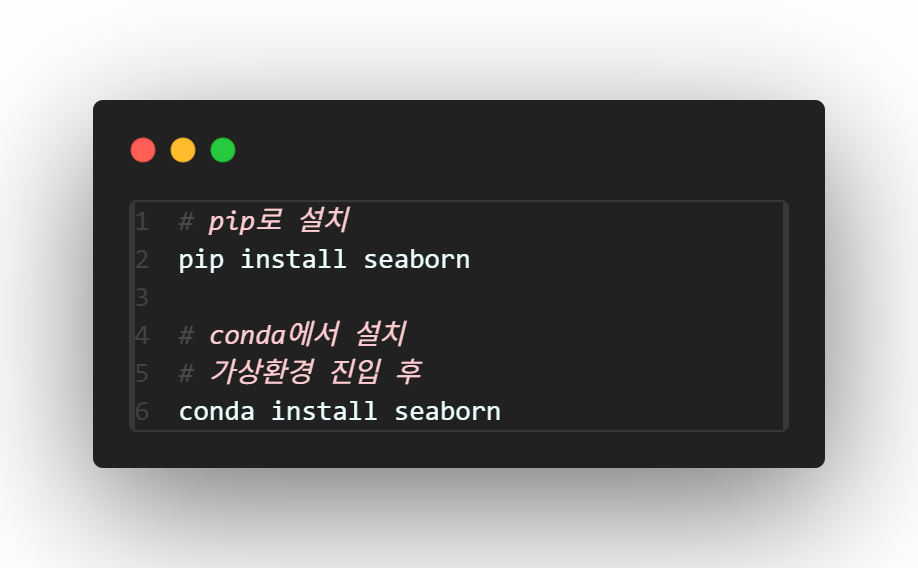 1 # pip로 설치
2 pip install seaborn
3
4 # conda에서 설치
5 # 가상환경 진입 후
6 conda install seaborn